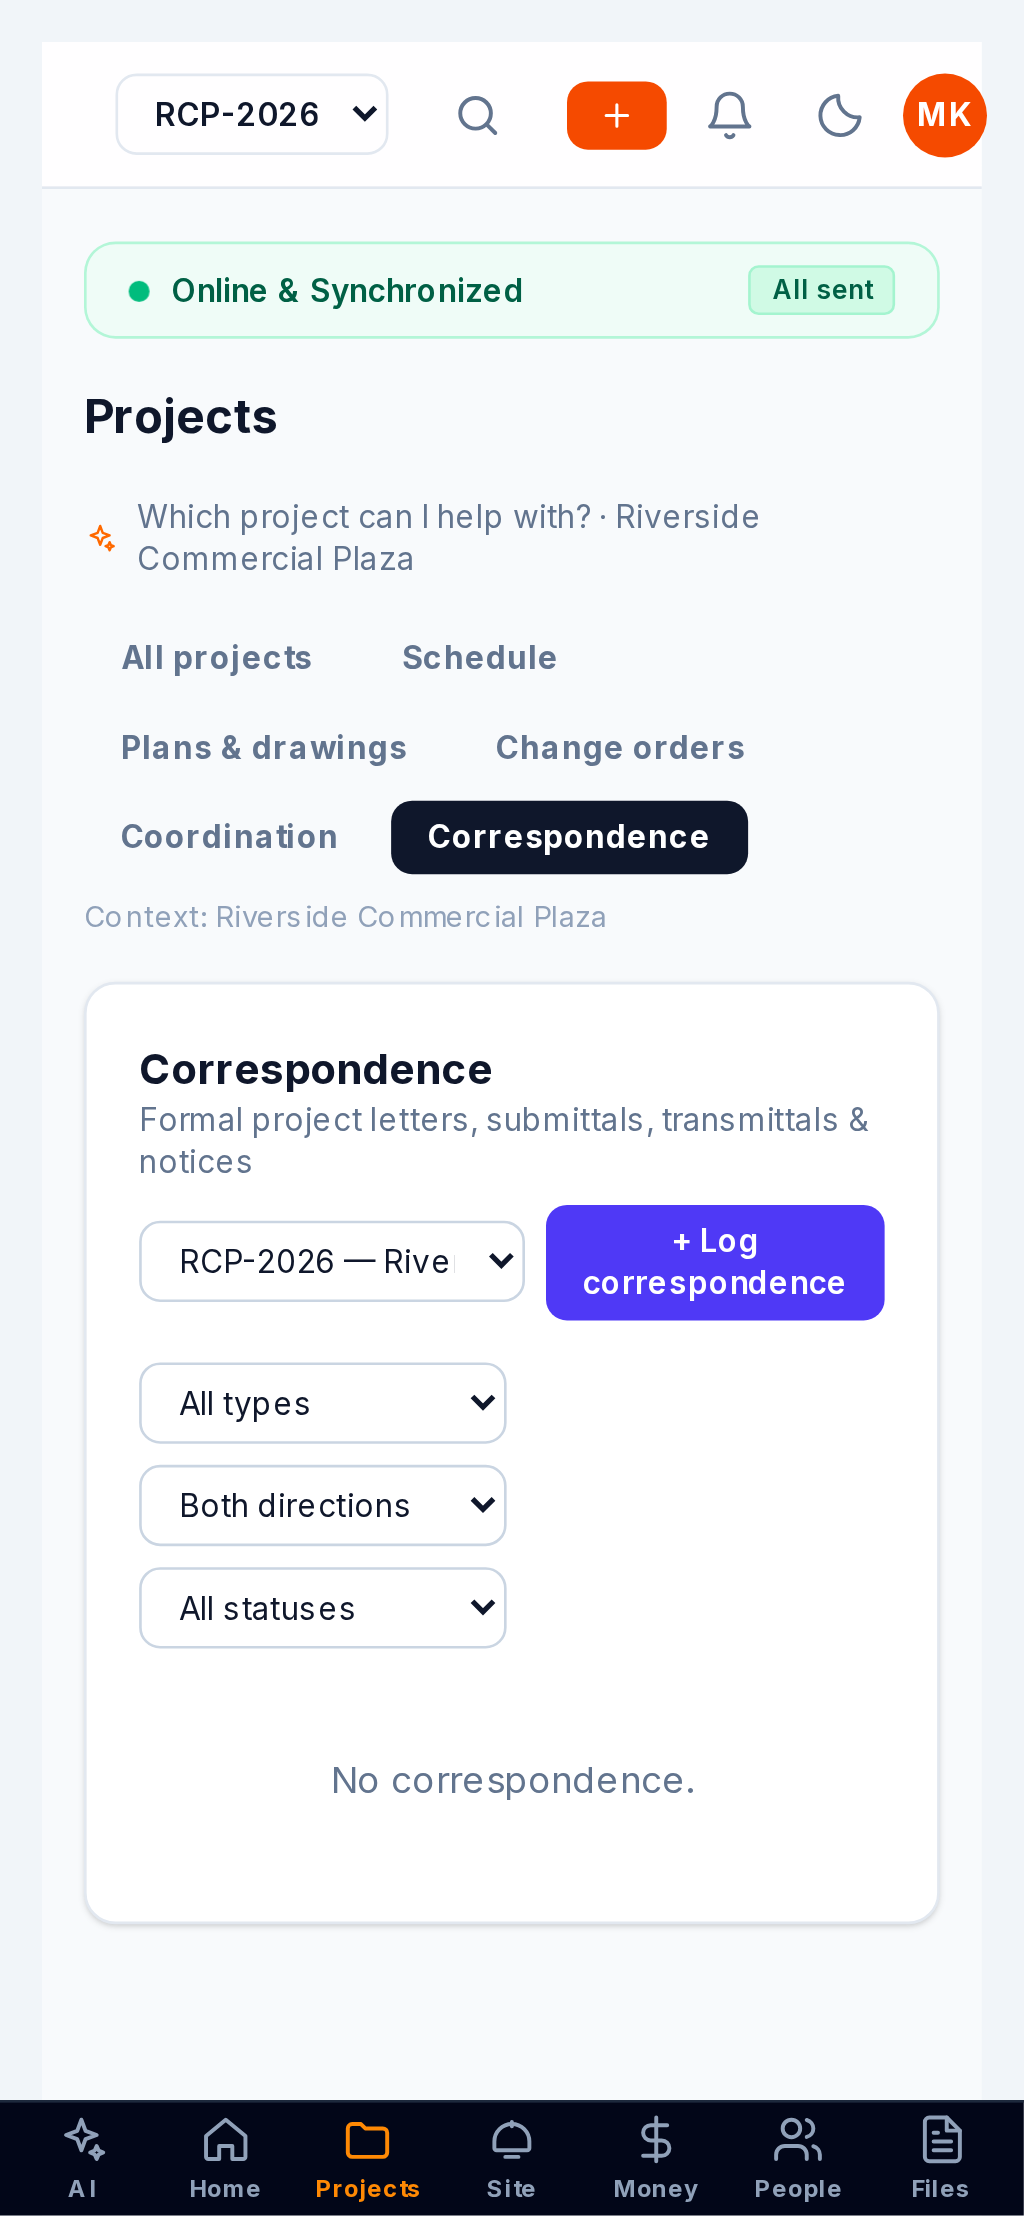 RCP-2026
+
MK
Online & Synchronized
All sent
Projects
Which project can I help with? · Riverside
Commercial Plaza
All projects
Schedule
Plans & drawings
Change orders
Coordination
Correspondence
Context: Riverside Commercial Plaza
Correspondence
Formal project letters, submittals, transmittals &
notices
RCP-2026 — River
+ Log
correspondence
All types
Both directions
All statuses
No correspondence.
AI
Home
Projects
Site
Money
People
Files